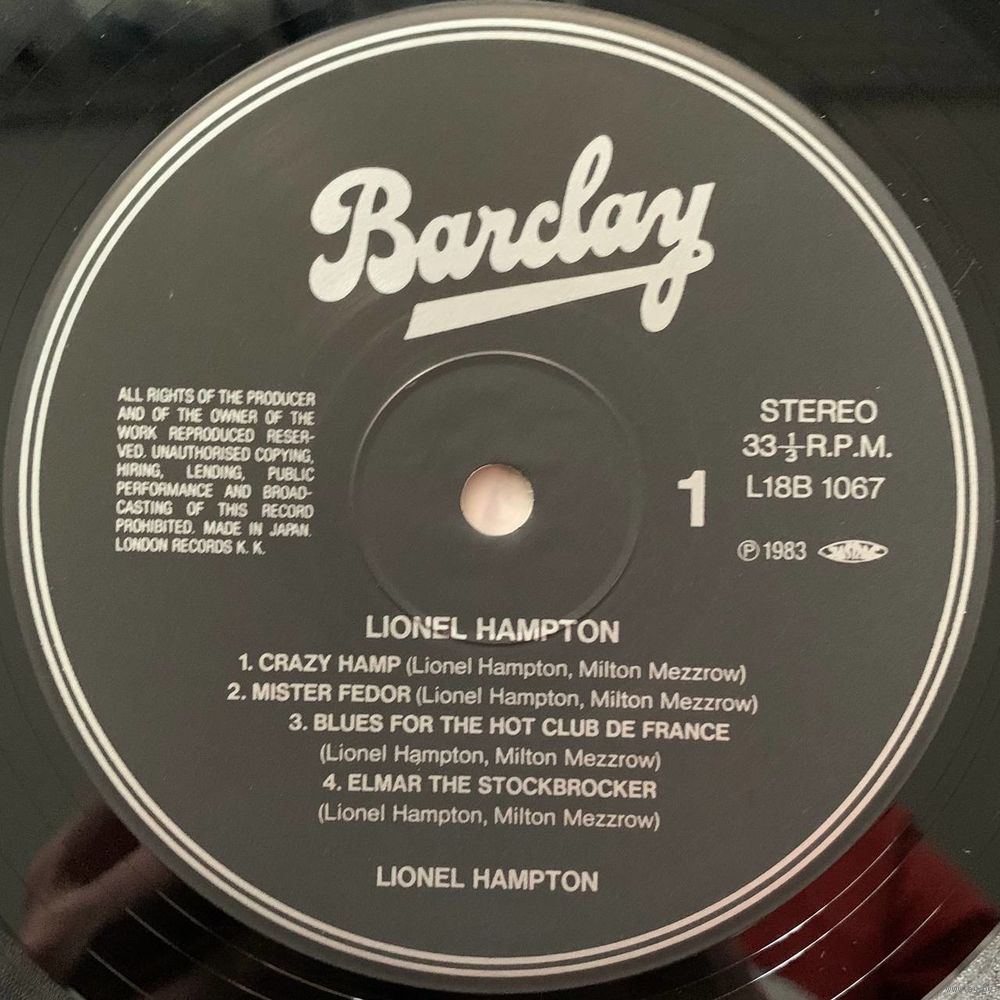 Barclay
ALL RIGHTS OF THE PRODUCER
AND OF THE OWNER OF THE
WORK REPRODUCED RESER-
VED. UNAUTHORISED COPYING,
HIRING, LENDING, PUBLIC
PERFORMANCE AND BROAD-
CASTING OF THIS RECORD
PROHIBITED. MADE IN JAPAN.
LONDON RECORDS K. K.
STEREO
33 1/3 R.P.M.
1
L18B 1067
Ⓟ 1983 JASRAC
LIONEL HAMPTON
1. CRAZY HAMP (Lionel Hampton, Milton Mezzrow)
2. MISTER FEDOR (Lionel Hampton, Milton Mezzrow)
3. BLUES FOR THE HOT CLUB DE FRANCE
(Lionel Hampton, Milton Mezzrow)
4. ELMAR THE STOCKBROCKER
(Lionel Hampton, Milton Mezzrow)
LIONEL HAMPTON